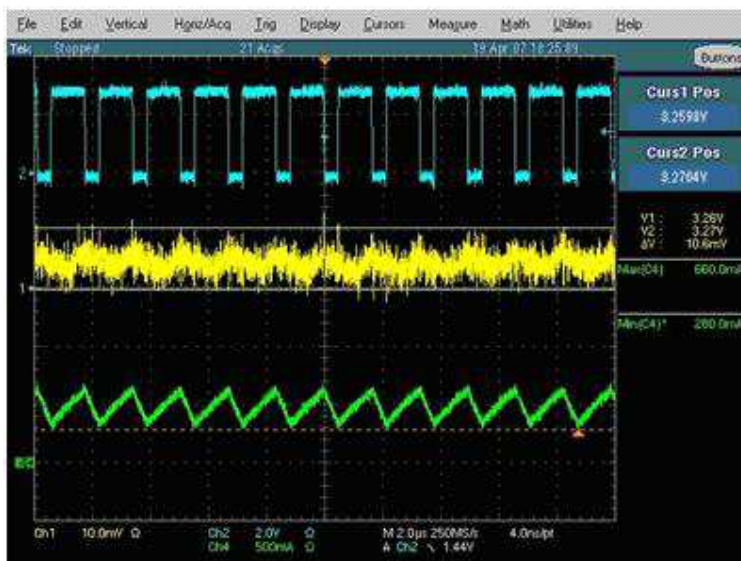 File Edit Vertical Horiz/Acq Trig Display Cursors Measure Math Utilities Help
Tek Stopped 21 Acqs 19 Apr 07 18:25:09
Buttons
Curs1 Pos
3.2598V
Curs2 Pos
3.2704V
V1 : 3.26V
V2 : 3.27V
ΔV : 10.6mV
Max(C4) 660.0mA
Min(C4)* 280.0mA
2
1
Ch1 10.0mV Ω Ch2 2.0V Ω M 2.0μs 250MS/s 4.0ns/pt
Ch4 500mA Ω A Ch2 1.44V